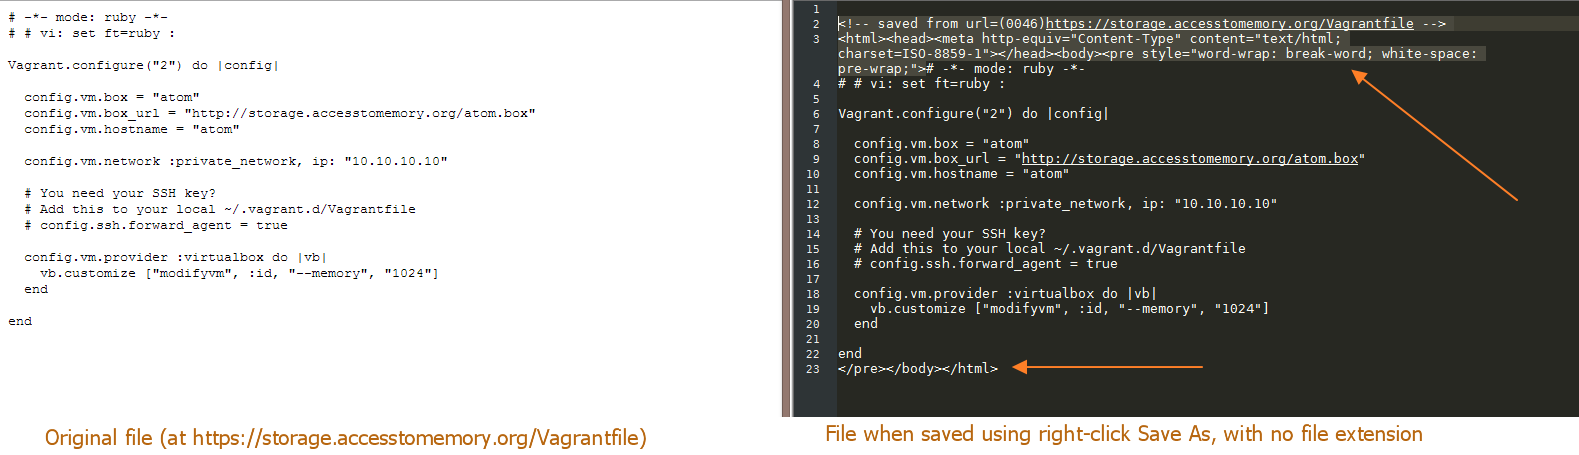 # -*- mode: ruby -*-
# # vi: set ft=ruby :
Vagrant.configure("2") do |config|
config.vm.box = "atom"
config.vm.box_url = "http://storage.accesstomemory.org/atom.box"
config.vm.hostname = "atom"
config.vm.network :private_network, ip: "10.10.10.10"
# You need your SSH key?
# Add this to your local ~/.vagrant.d/Vagrantfile
# config.ssh.forward_agent = true
config.vm.provider :virtualbox do |vb|
vb.customize ["modifyvm", :id, "--memory", "1024"]
end
end
Original file (at https://storage.accesstomemory.org/Vagrantfile)
1
2 <!-- saved from url=(0046)https://storage.accesstomemory.org/Vagrantfile -->
3 <html><head><meta http-equiv="Content-Type" content="text/html;
charset=ISO-8859-1"></head><body><pre style="word-wrap: break-word; white-space:
pre-wrap;"># -*- mode: ruby -*-
4 # # vi: set ft=ruby :
5
6 Vagrant.configure("2") do |config|
7
8 config.vm.box = "atom"
9 config.vm.box_url = "http://storage.accesstomemory.org/atom.box"
10 config.vm.hostname = "atom"
11
12 config.vm.network :private_network, ip: "10.10.10.10"
13
14 # You need your SSH key?
15 # Add this to your local ~/.vagrant.d/Vagrantfile
16 # config.ssh.forward_agent = true
17
18 config.vm.provider :virtualbox do |vb|
19 vb.customize ["modifyvm", :id, "--memory", "1024"]
20 end
21
22 end
23 </pre></body></html>
File when saved using right-click Save As, with no file extension